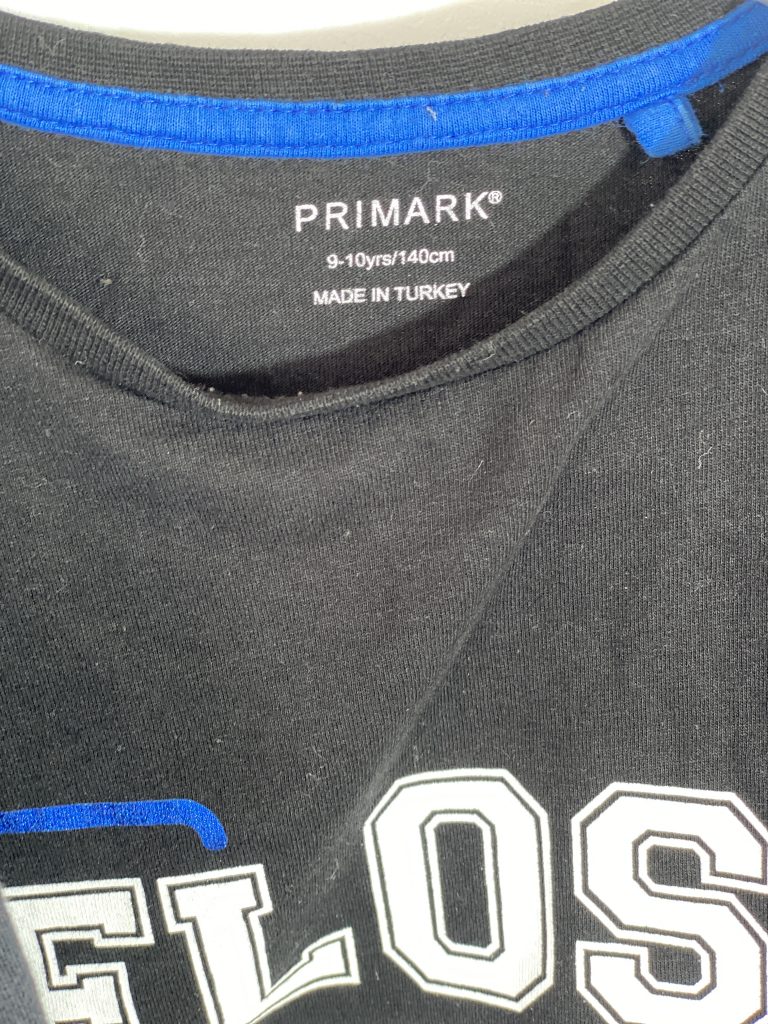 PRIMARK®
9-10yrs/140cm
MADE IN TURKEY
ELOS